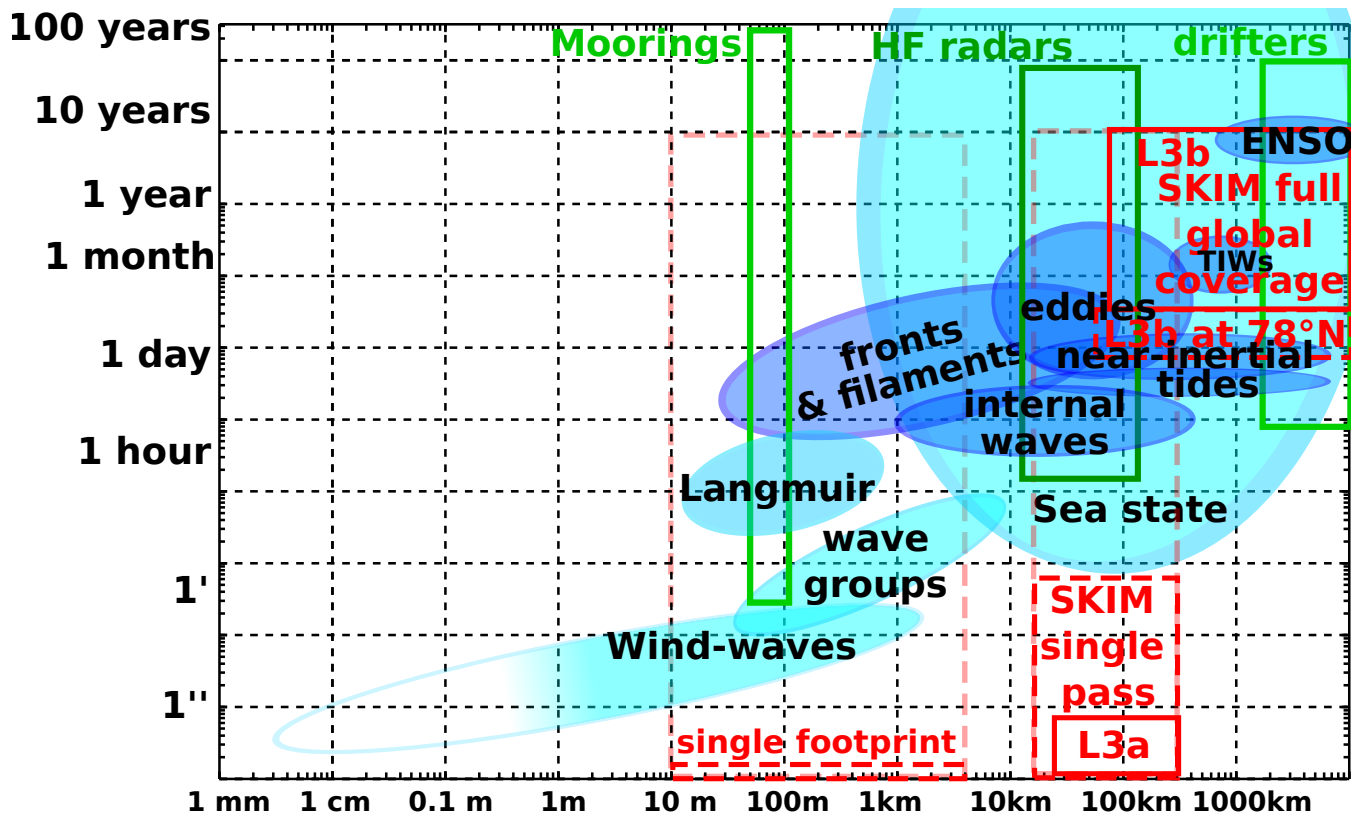 100 years
Moorings
HF radars
drifters
10 years
ENSO
L3b
1 year
SKIM full
global
1 month
TIWs
coverage
eddies
fronts
L3b at 78°N
1 day
near-inertial
& filaments
tides
internal
1 hour
waves
Langmuir
Sea state
wave
1'
groups
SKIM
Wind-waves
single
pass
1''
single footprint
L3a
1 mm
1 cm
0.1 m
1m
10 m
100m
1km
10km
100km
1000km